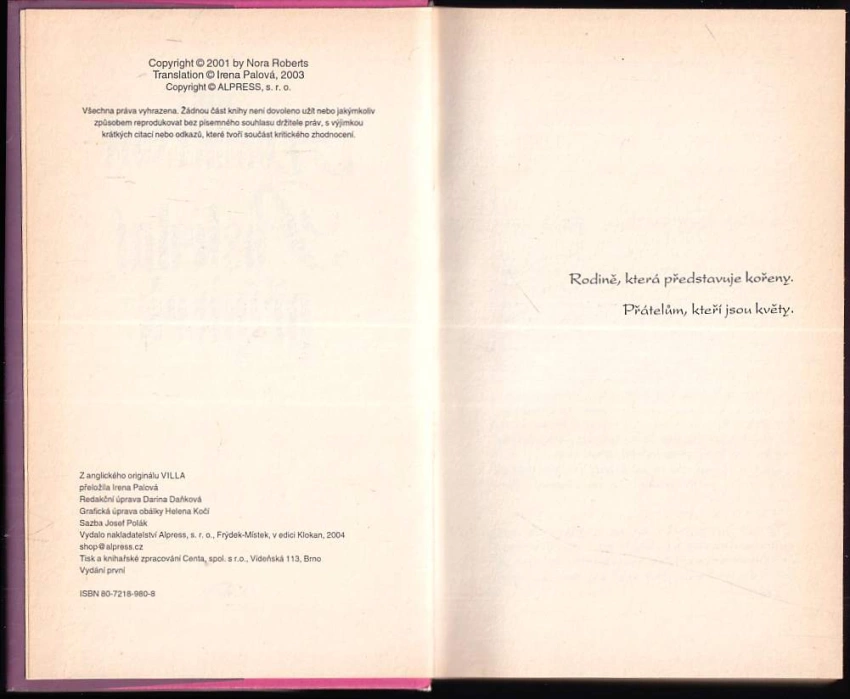 Copyright © 2001 by Nora Roberts
Translation © Irena Palová, 2003
Copyright © ALPRESS, s. r. o.
Všechna práva vyhrazena. Žádnou část knihy není dovoleno užít nebo jakýmkoliv
způsobem reprodukovat bez písemného souhlasu držitele práv, s výjimkou
krátkých citací nebo odkazů, které tvoří součást kritického zhodnocení.
Z anglického originálu VILLA
přeložila Irena Palová
Redakční úprava Darina Daňková
Grafická úprava obálky Helena Kočí
Sazba Josef Polák
Vydalo nakladatelství Alpress, s. r. o., Frýdek-Místek, v edici Klokan, 2004
shop@alpress.cz
Tisk a knihařské zpracování Centa, spol. s r.o., Vídeňská 113, Brno
Vydání první
ISBN 80-7218-980-8
Rodině, která představuje kořeny.
Přátelům, kteří jsou květy.